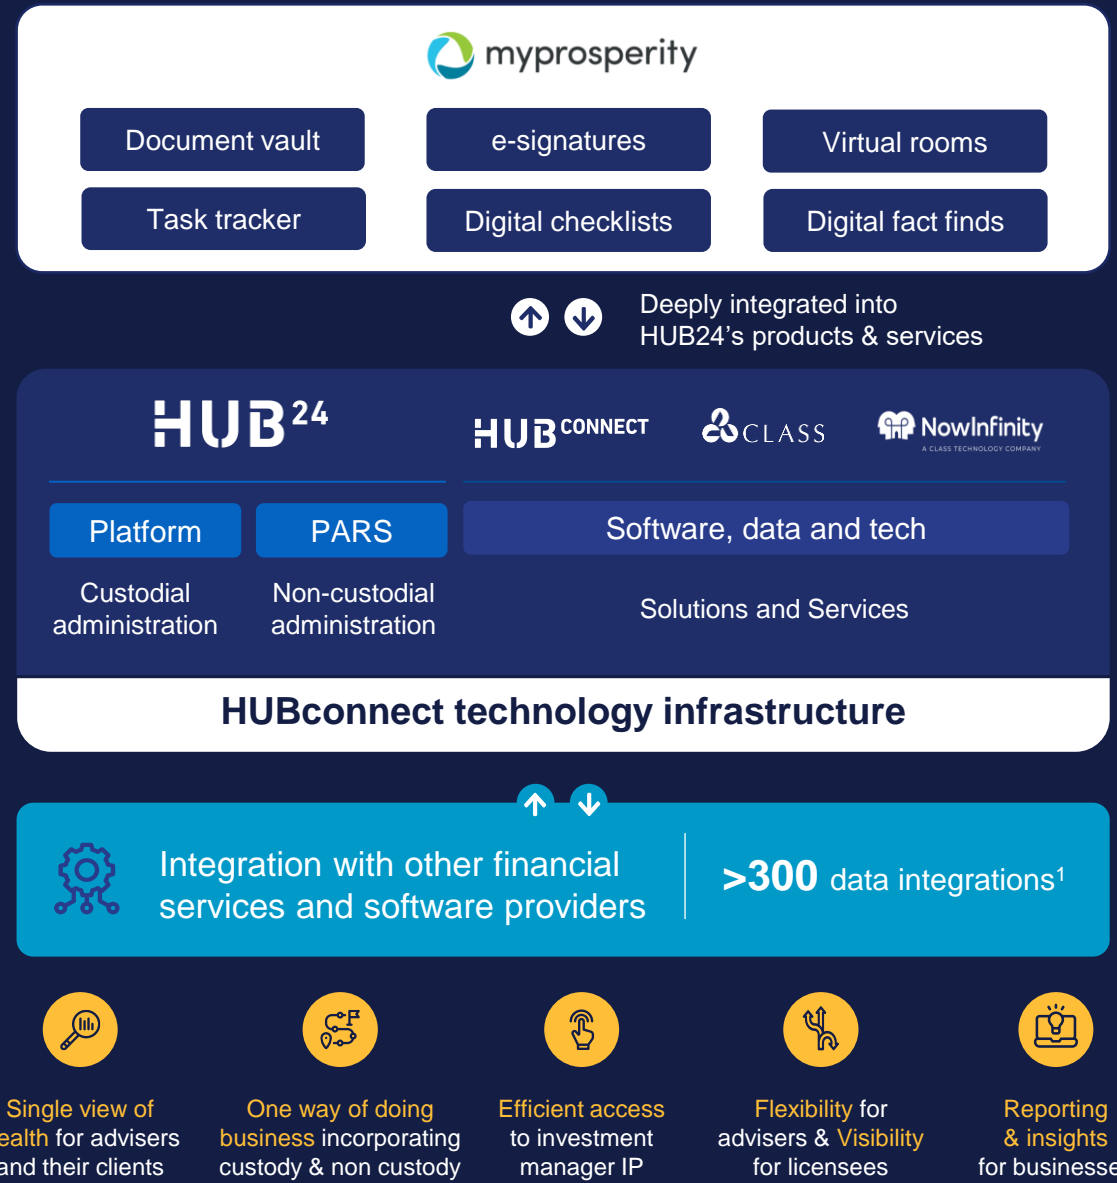 myprosperity
Document vault
e-signatures
Virtual rooms
Task tracker
Digital checklists
Digital fact finds
Deeply integrated into
HUB24's products & services
HUB24
HUBCONNECT
CLASS
NowInfinity
A CLASS TECHNOLOGY COMPANY
Platform
PARS
Software, data and tech
Custodial
administration
Non-custodial
administration
Solutions and Services
HUBconnect technology infrastructure
Integration with other financial
services and software providers
>300 data integrations¹
Single view of
ealth for advisers
and their clients
One way of doing
business incorporating
custody & non custody
Efficient access
to investment
manager IP
Flexibility for
advisers & Visibility
for licensees
Reporting
& insights
for businesse